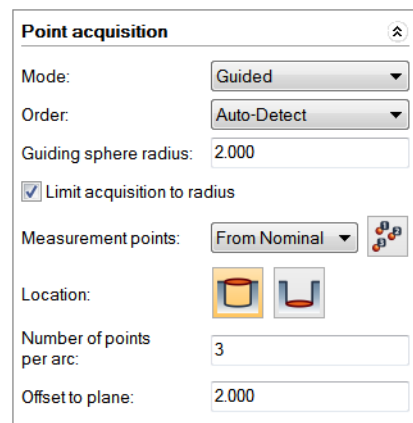 Point acquisition
Mode: Guided
Order: Auto-Detect
Guiding sphere radius: 2.000
Limit acquisition to radius
Measurement points: From Nominal
Location:
Number of points
per arc: 3
Offset to plane: 2.000